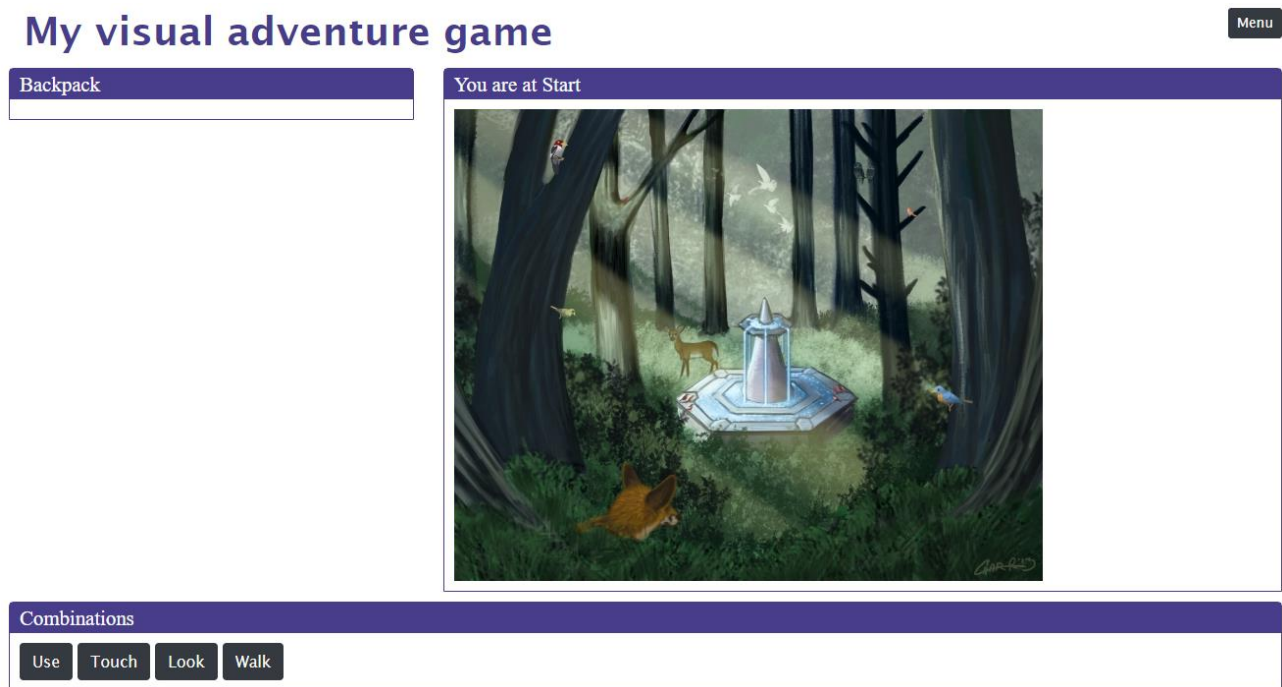 My visual adventure game
Menu
Backpack
You are at Start
Combinations
Use
Touch
Look
Walk